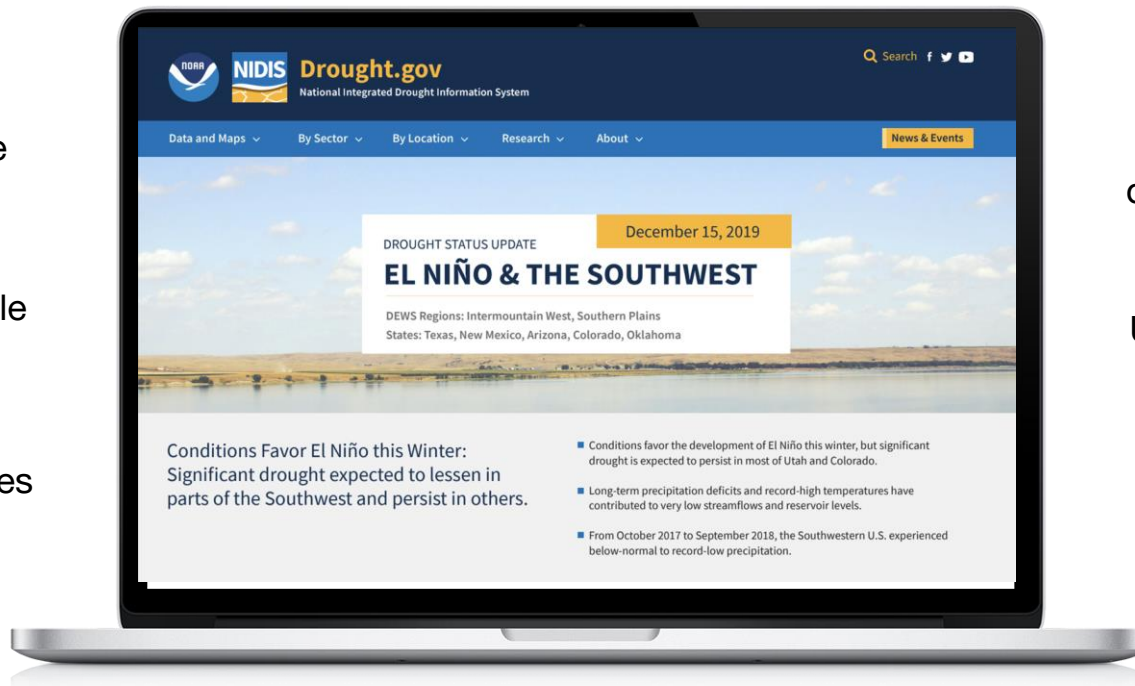 NOAA
NIDIS
Drought.gov
National Integrated Drought Information System
Search
Data and Maps
By Sector
By Location
Research
About
News & Events
December 15, 2019
DROUGHT STATUS UPDATE
EL NIÑO & THE SOUTHWEST
DEWS Regions: Intermountain West, Southern Plains
States: Texas, New Mexico, Arizona, Colorado, Oklahoma
Conditions Favor El Niño this Winter:
Significant drought expected to lessen in
parts of the Southwest and persist in others.
Conditions favor the development of El Niño this winter, but significant
drought is expected to persist in most of Utah and Colorado.
Long-term precipitation deficits and record-high temperatures have
contributed to very low streamflows and reservoir levels.
From October 2017 to September 2018, the Southwestern U.S. experienced
below-normal to record-low precipitation.